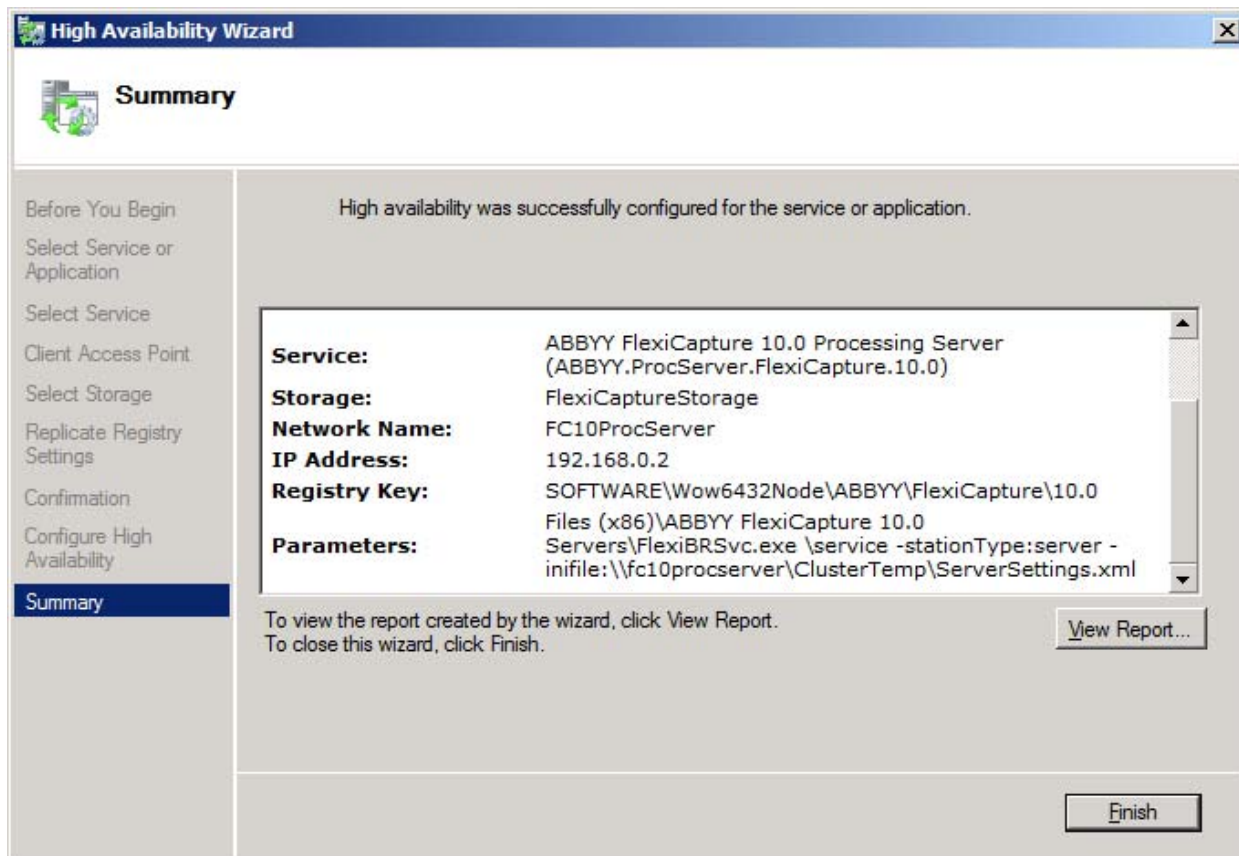 High Availability Wizard
Summary
Before You Begin
Select Service or
Application
Select Service
Client Access Point
Select Storage
Replicate Registry
Settings
Confirmation
Configure High
Availability
Summary
High availability was successfully configured for the service or application.
Service:
ABBYY FlexiCapture 10.0 Processing Server
(ABBYY.ProcServer.FlexiCapture.10.0)
Storage: FlexiCaptureStorage
Network Name: FC10ProcServer
IP Address: 192.168.0.2
Registry Key: SOFTWARE\Wow6432Node\ABBYY\FlexiCapture\10.0
Parameters:
Files (x86)\ABBYY FlexiCapture 10.0
Servers\FlexiBRSvc.exe \service -stationType:server -
inifile:\\fc10procserver\ClusterTemp\ServerSettings.xml
To view the report created by the wizard, click View Report.
To close this wizard, click Finish.
View Report...
Finish